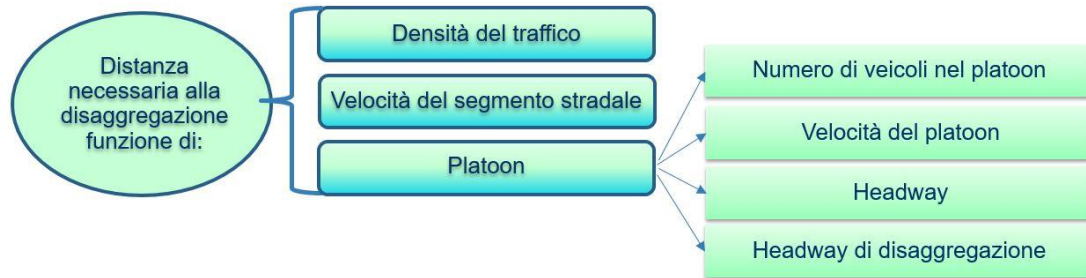 Distanza
necessaria alla
disaggregazione
funzione di:
Densità del traffico
Velocità del segmento stradale
Platoon
Numero di veicoli nel platoon
Velocità del platoon
Headway
Headway di disaggregazione